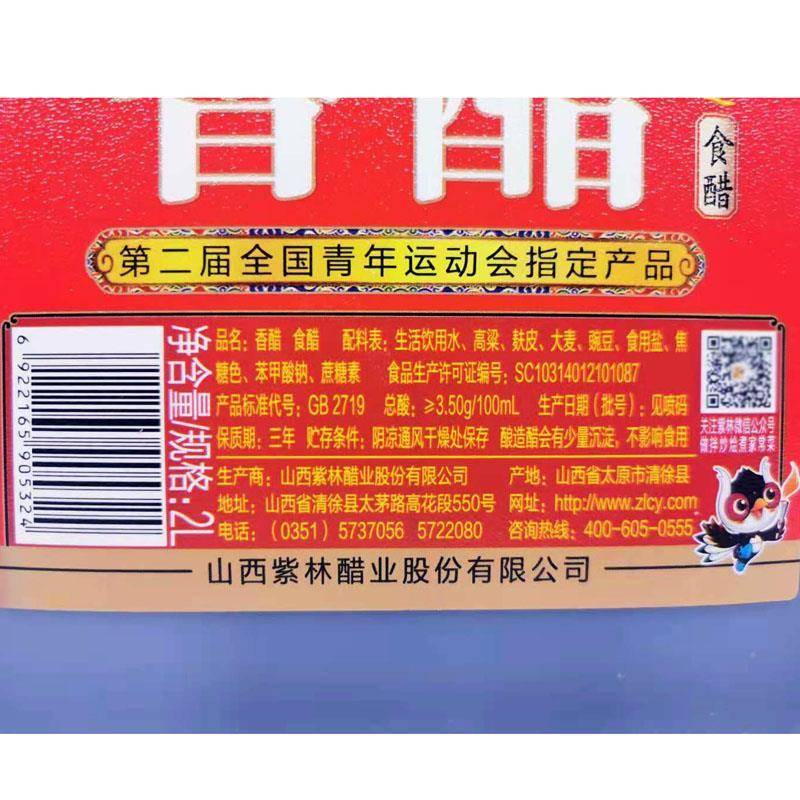 香醋
食醋
第二届全国青年运动会指定产品
净含量/规格：2L
品名：香醋 食醋 配料表：生活饮用水、高粱、麸皮、大麦、豌豆、食用盐、焦
糖色、苯甲酸钠、蔗糖素 食品生产许可证编号：SC10314012101087
产品标准代号：GB 2719 总酸：≥3.50g/100mL 生产日期（批号）：见喷码
保质期：三年 贮存条件：阴凉通风干燥处保存 酿造醋会有少量沉淀，不影响食用
生产商：山西紫林醋业股份有限公司 产地：山西省太原市清徐县
地址：山西省清徐县太茅路高花段550号 网址：http://www.zlcy.com
电话：（0351）5737056 5722080 咨询热线：400-605-0555
关注紫林微信公众号
做拌炒烩煮家常菜
6 922165 905324
山西紫林醋业股份有限公司